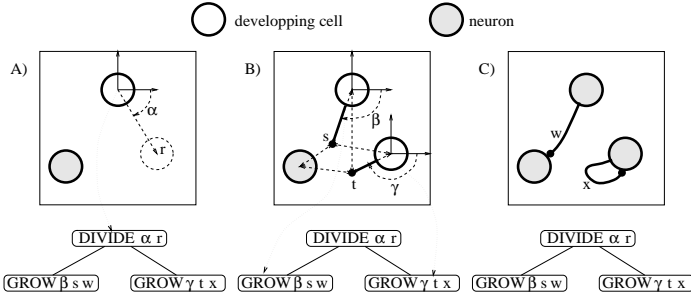 developping cell neuron
A) B) C)
α
r
β
s
t
γ
w
x
DIVIDE α r DIVIDE α r DIVIDE α r
GROW β s w GROW γ t x GROW β s w GROW γ t x GROW β s w GROW γ t x